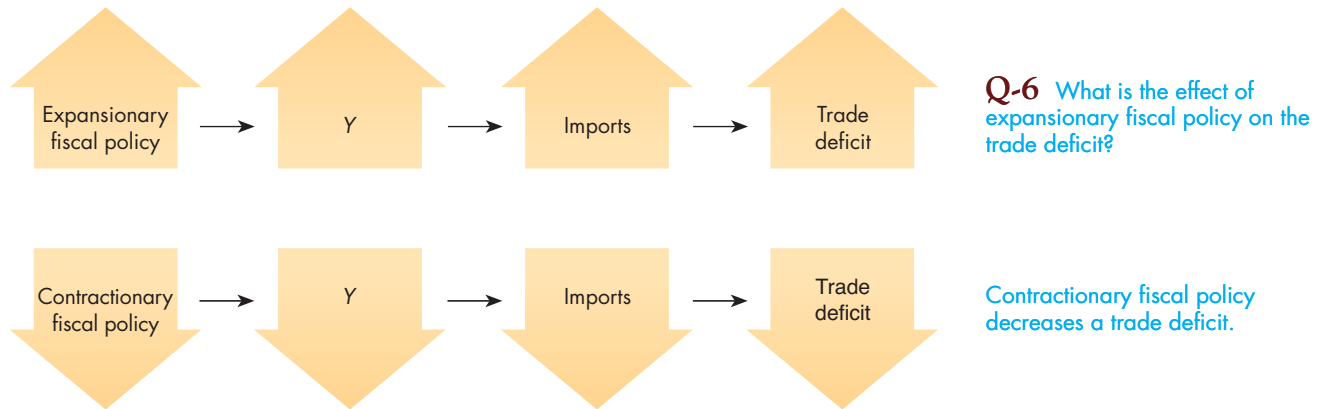 Expansionary
fiscal policy
Y
Imports
Trade
deficit
Q-6 What is the effect of
expansionary fiscal policy on the
trade deficit?
Contractionary
fiscal policy
Y
Imports
Trade
deficit
Contractionary fiscal policy
decreases a trade deficit.